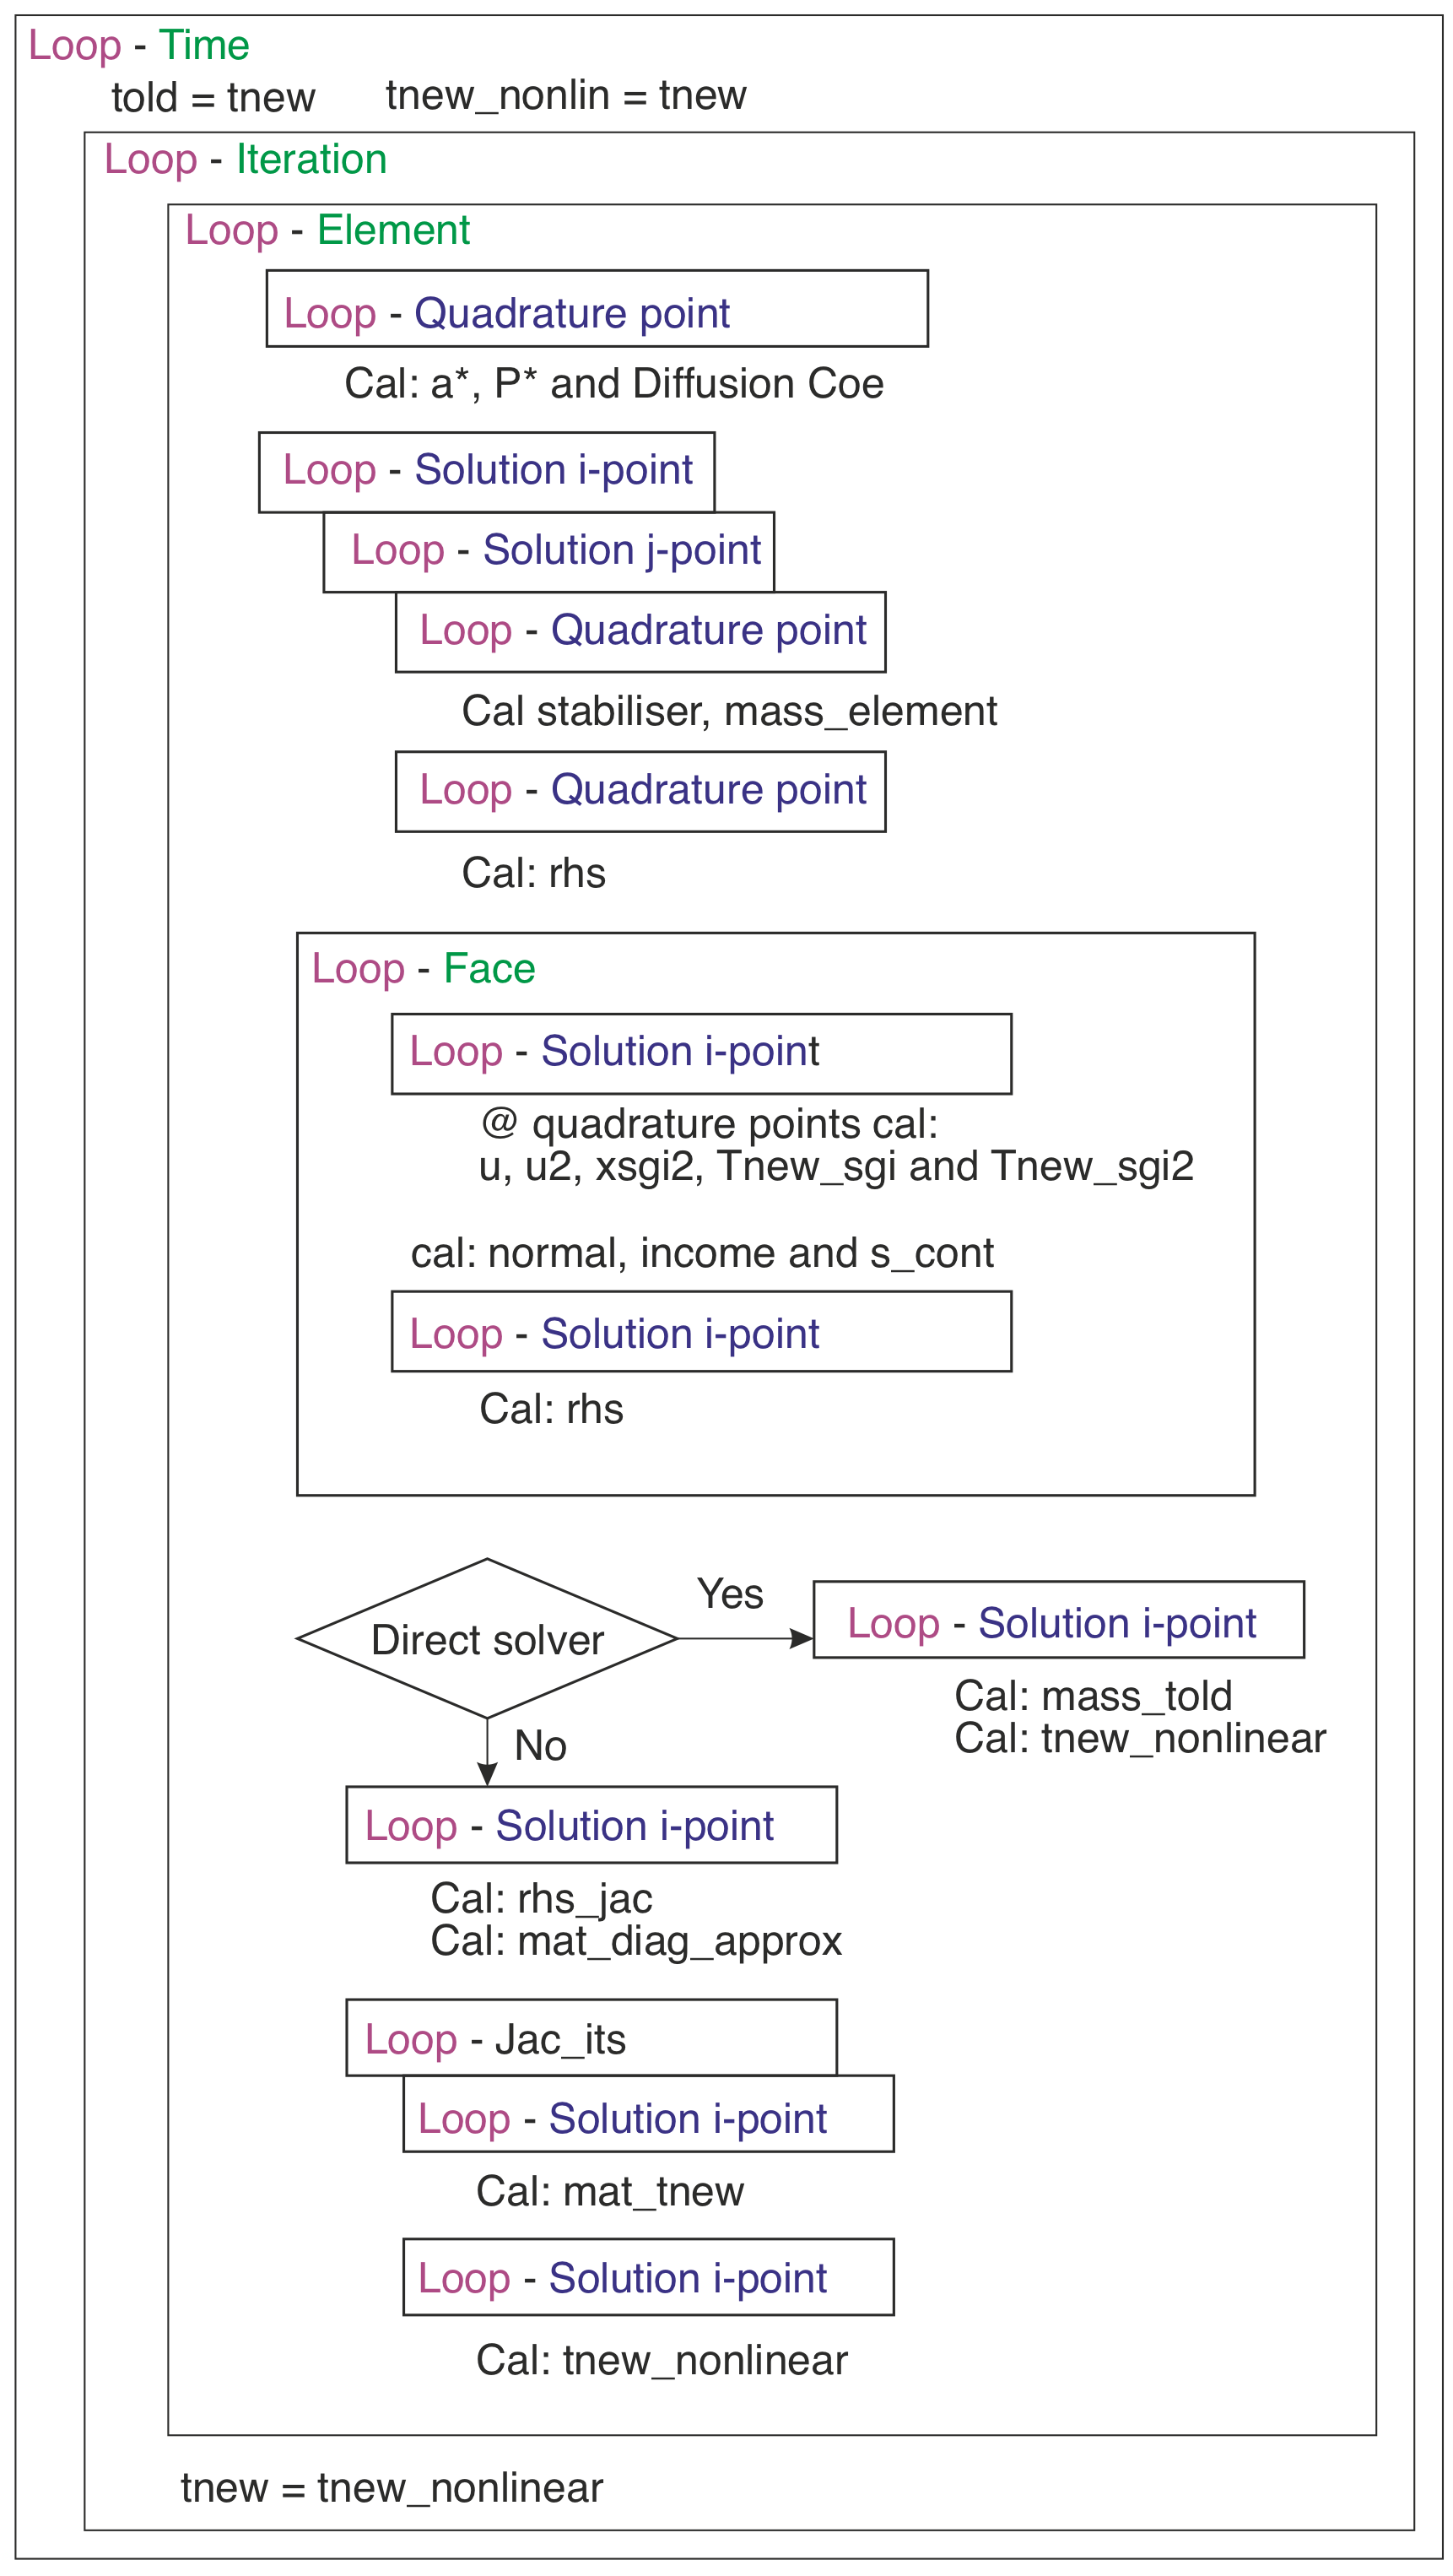 Loop - Time
told = tnew tnew_nonlin = tnew
Loop - Iteration
Loop - Element
Loop - Quadrature point
Cal: a*, P* and Diffusion Coe
Loop - Solution i-point
Loop - Solution j-point
Loop - Quadrature point
Cal stabiliser, mass_element
Loop - Quadrature point
Cal: rhs
Loop - Face
Loop - Solution i-point
@ quadrature points cal:
u, u2, xsgi2, Tnew_sgi and Tnew_sgi2
cal: normal, income and s_cont
Loop - Solution i-point
Cal: rhs
Direct solver
Yes
Loop - Solution i-point
Cal: mass_told
Cal: tnew_nonlinear
No
Loop - Solution i-point
Cal: rhs_jac
Cal: mat_diag_approx
Loop - Jac_its
Loop - Solution i-point
Cal: mat_tnew
Loop - Solution i-point
Cal: tnew_nonlinear
tnew = tnew_nonlinear